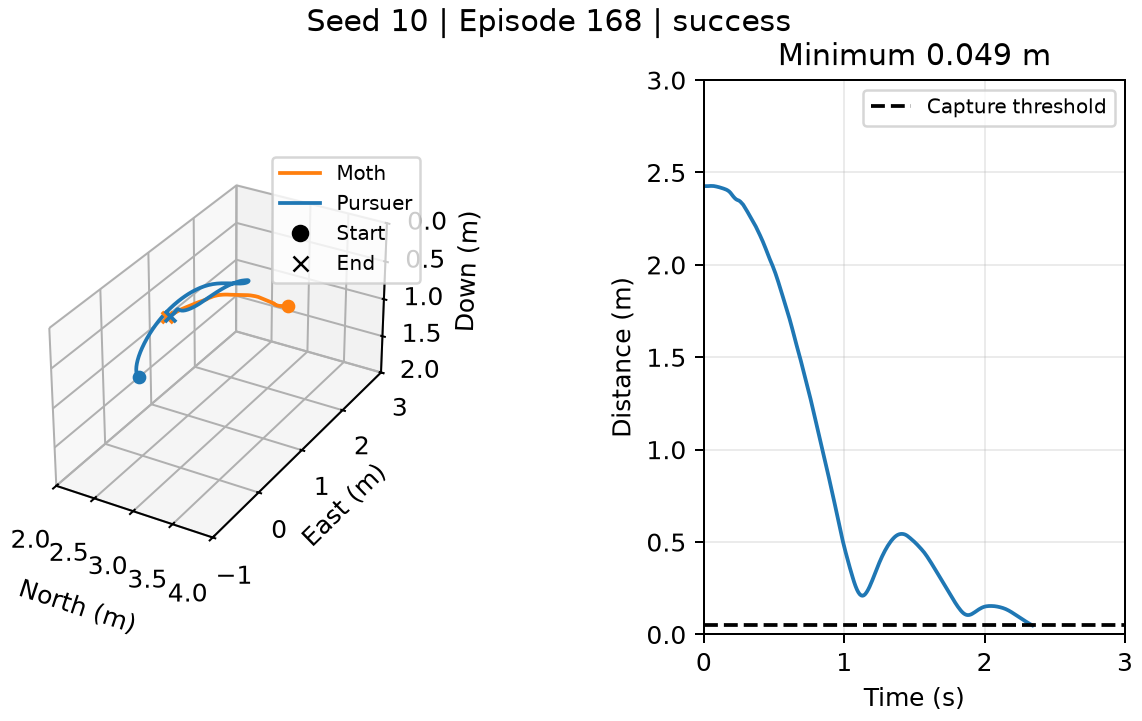 Seed 10 | Episode 168 | success
Moth
Pursuer
Start
End
0.0
0.5
1.0
1.5
2.0
Down (m)
3
2
1
0
−1
East (m)
2.0
2.5
3.0
3.5
4.0
North (m)
Minimum 0.049 m
Capture threshold
3.0
2.5
2.0
1.5
1.0
0.5
0.0
Distance (m)
0
1
2
3
Time (s)